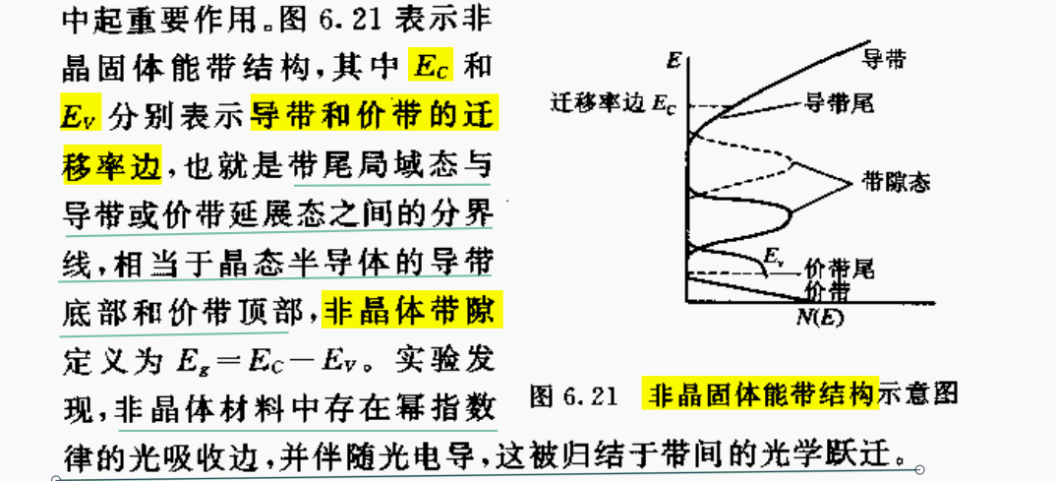 中起重要作用。图 6.21 表示非
晶固体能带结构,其中 Ec 和
Ev 分别表示导带和价带的迁
移率边,也就是带尾局域态与
导带或价带延展态之间的分界
线,相当于晶态半导体的导带
底部和价带顶部,非晶体带隙
定义为 Eg=Ec-Ev。实验发
现,非晶体材料中存在幂指数
律的光吸收边,并伴随光电导,这被归结于带间的光学跃迁。
E
导带
迁移率边 Ec
导带尾
带隙态
Ev
价带尾
价带
N(E)
图 6.21 非晶固体能带结构示意图